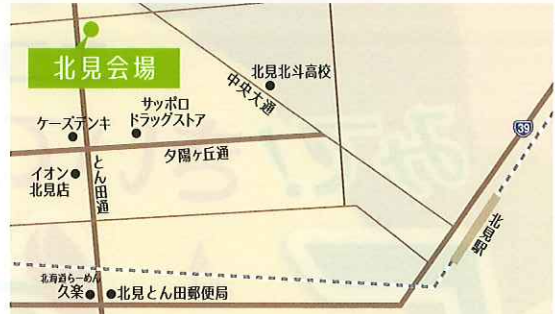 北見会場
北見北斗高校
中央大通
サッポロ
ドラッグストア
ケーズデンキ
39
夕陽ヶ丘通
イオン
北見店
とん田通
北見駅
北海道らーめん
久楽
北見とん田郵便局